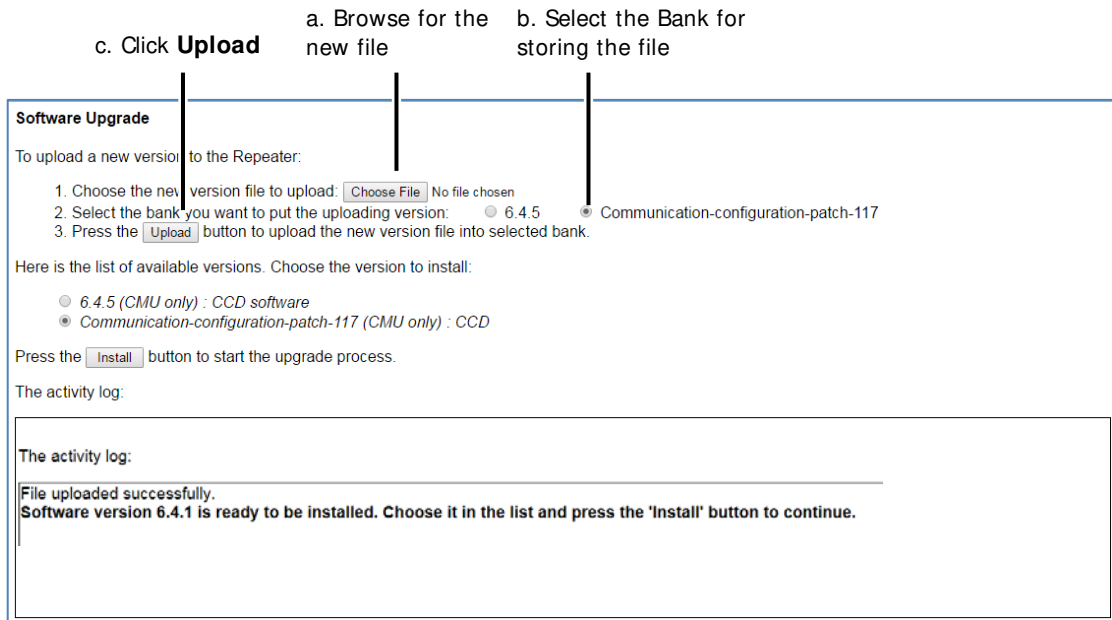 c. Click Upload
a. Browse for the new file
b. Select the Bank for storing the file
Software Upgrade
To upload a new version to the Repeater:
1. Choose the new version file to upload: Choose File No file chosen
2. Select the bank you want to put the uploading version: 6.4.5 Communication-configuration-patch-117
3. Press the Upload button to upload the new version file into selected bank.
Here is the list of available versions. Choose the version to install:
6.4.5 (CMU only) : CCD software
Communication-configuration-patch-117 (CMU only) : CCD
Press the Install button to start the upgrade process.
The activity log:
The activity log:
File uploaded successfully.
Software version 6.4.1 is ready to be installed. Choose it in the list and press the 'Install' button to continue.